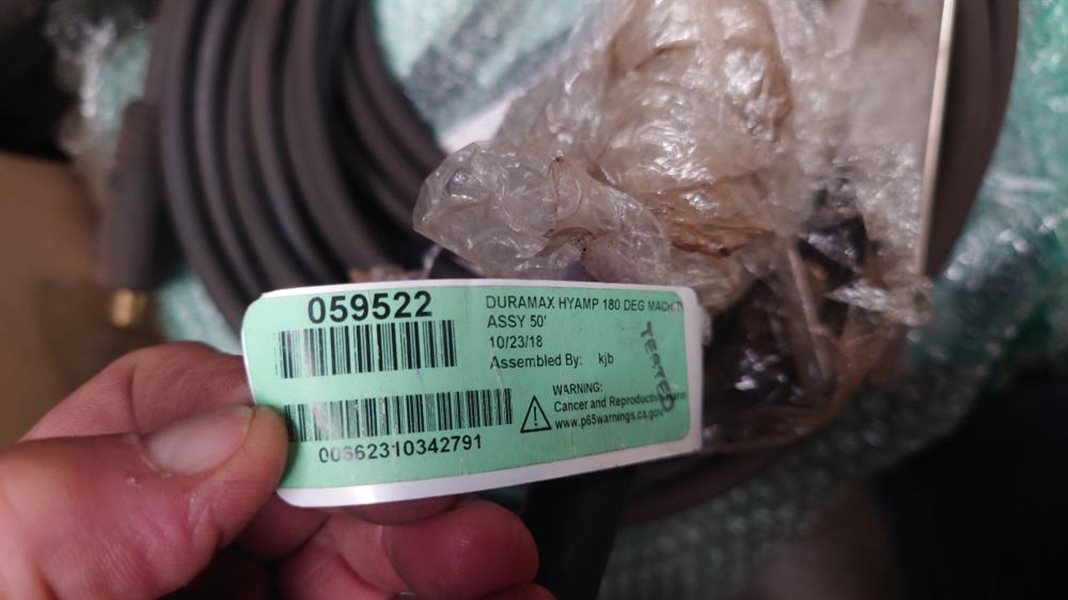 059522
DURAMAX HYAMP 180 DEG MACH
ASSY 50'
10/23/18
Assembled By: kjb
TESTED
WARNING:
Cancer and Reproductive
www.p65warnings.ca.gov
00662310342791